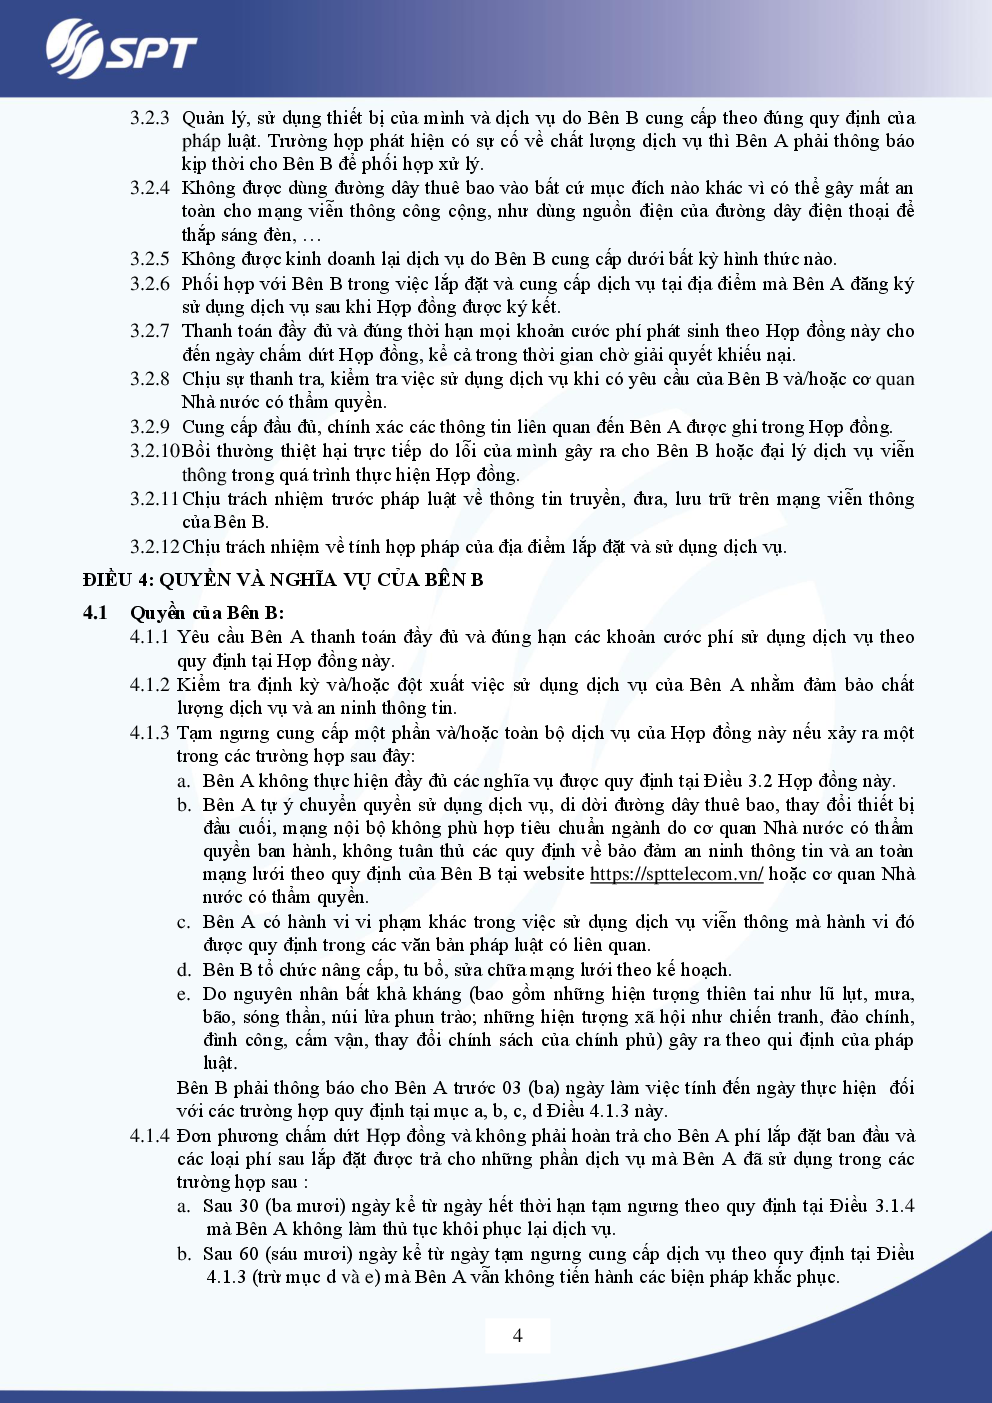 SPT
3.2.3 Quản lý, sử dụng thiết bị của mình và dịch vụ do Bên B cung cấp theo đúng quy định của
pháp luật. Trường hợp phát hiện có sự cố về chất lượng dịch vụ thì Bên A phải thông báo
kịp thời cho Bên B để phối hợp xử lý.
3.2.4 Không được dùng đường dây thuê bao vào bất cứ mục đích nào khác vì có thể gây mất an
toàn cho mạng viễn thông công cộng, như dùng nguồn điện của đường dây điện thoại để
thắp sáng đèn, …
3.2.5 Không được kinh doanh lại dịch vụ do Bên B cung cấp dưới bất kỳ hình thức nào.
3.2.6 Phối hợp với Bên B trong việc lắp đặt và cung cấp dịch vụ tại địa điểm mà Bên A đăng ký
sử dụng dịch vụ sau khi Hợp đồng được ký kết.
3.2.7 Thanh toán đầy đủ và đúng thời hạn mọi khoản cước phí phát sinh theo Hợp đồng này cho
đến ngày chấm dứt Hợp đồng, kể cả trong thời gian chờ giải quyết khiếu nại.
3.2.8 Chịu sự thanh tra, kiểm tra việc sử dụng dịch vụ khi có yêu cầu của Bên B và/hoặc cơ quan
Nhà nước có thẩm quyền.
3.2.9 Cung cấp đầu đủ, chính xác các thông tin liên quan đến Bên A được ghi trong Hợp đồng.
3.2.10Bồi thường thiệt hại trực tiếp do lỗi của mình gây ra cho Bên B hoặc đại lý dịch vụ viễn
thông trong quá trình thực hiện Hợp đồng.
3.2.11Chịu trách nhiệm trước pháp luật về thông tin truyền, đưa, lưu trữ trên mạng viễn thông
của Bên B.
3.2.12Chịu trách nhiệm về tính hợp pháp của địa điểm lắp đặt và sử dụng dịch vụ.
ĐIỀU 4: QUYỀN VÀ NGHĨA VỤ CỦA BÊN B
4.1 Quyền của Bên B:
4.1.1 Yêu cầu Bên A thanh toán đầy đủ và đúng hạn các khoản cước phí sử dụng dịch vụ theo
quy định tại Hợp đồng này.
4.1.2 Kiểm tra định kỳ và/hoặc đột xuất việc sử dụng dịch vụ của Bên A nhằm đảm bảo chất
lượng dịch vụ và an ninh thông tin.
4.1.3 Tạm ngưng cung cấp một phần và/hoặc toàn bộ dịch vụ của Hợp đồng này nếu xảy ra một
trong các trường hợp sau đây:
a. Bên A không thực hiện đầy đủ các nghĩa vụ được quy định tại Điều 3.2 Hợp đồng này.
b. Bên A tự ý chuyển quyền sử dụng dịch vụ, di dời đường dây thuê bao, thay đổi thiết bị
đầu cuối, mạng nội bộ không phù hợp tiêu chuẩn ngành do cơ quan Nhà nước có thẩm
quyền ban hành, không tuân thủ các quy định về bảo đảm an ninh thông tin và an toàn
mạng lưới theo quy định của Bên B tại website https://spttelecom.vn/ hoặc cơ quan Nhà
nước có thẩm quyền.
c. Bên A có hành vi vi phạm khác trong việc sử dụng dịch vụ viễn thông mà hành vi đó
được quy định trong các văn bản pháp luật có liên quan.
d. Bên B tổ chức nâng cấp, tu bổ, sửa chữa mạng lưới theo kế hoạch.
e. Do nguyên nhân bất khả kháng (bao gồm những hiện tượng thiên tai như lũ lụt, mưa,
bão, sóng thần, núi lửa phun trào; những hiện tượng xã hội như chiến tranh, đảo chính,
đình công, cấm vận, thay đổi chính sách của chính phủ) gây ra theo qui định của pháp
luật.
Bên B phải thông báo cho Bên A trước 03 (ba) ngày làm việc tính đến ngày thực hiện đối
với các trường hợp quy định tại mục a, b, c, d Điều 4.1.3 này.
4.1.4 Đơn phương chấm dứt Hợp đồng và không phải hoàn trả cho Bên A phí lắp đặt ban đầu và
các loại phí sau lắp đặt được trả cho những phần dịch vụ mà Bên A đã sử dụng trong các
trường hợp sau :
a. Sau 30 (ba mươi) ngày kể từ ngày hết thời hạn tạm ngưng theo quy định tại Điều 3.1.4
mà Bên A không làm thủ tục khôi phục lại dịch vụ.
b. Sau 60 (sáu mươi) ngày kể từ ngày tạm ngưng cung cấp dịch vụ theo quy định tại Điều
4.1.3 (trừ mục d và e) mà Bên A vẫn không tiến hành các biện pháp khắc phục.
4